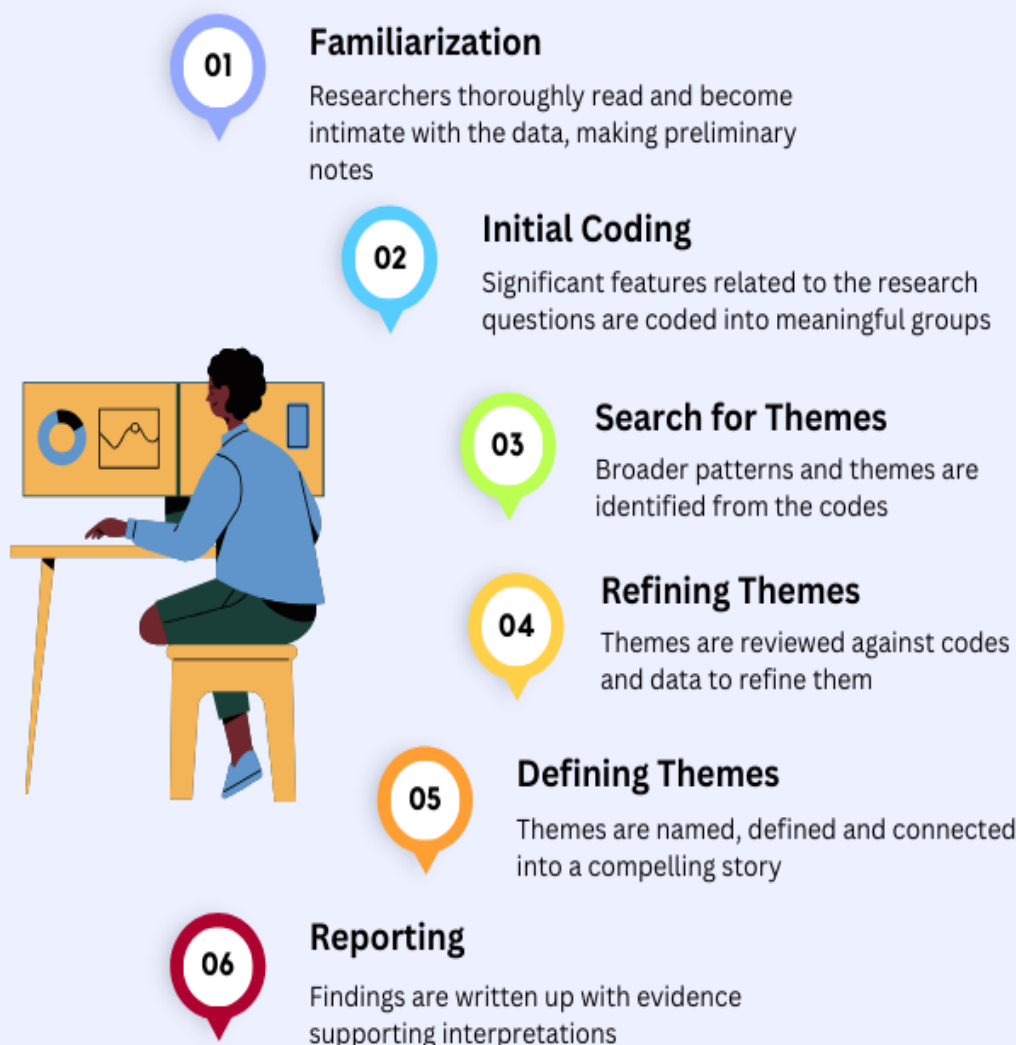 01
Familiarization
Researchers thoroughly read and become
intimate with the data, making preliminary
notes
02
Initial Coding
Significant features related to the research
questions are coded into meaningful groups
03
Search for Themes
Broader patterns and themes are
identified from the codes
04
Refining Themes
Themes are reviewed against codes
and data to refine them
05
Defining Themes
Themes are named, defined and connected
into a compelling story
06
Reporting
Findings are written up with evidence
supporting interpretations